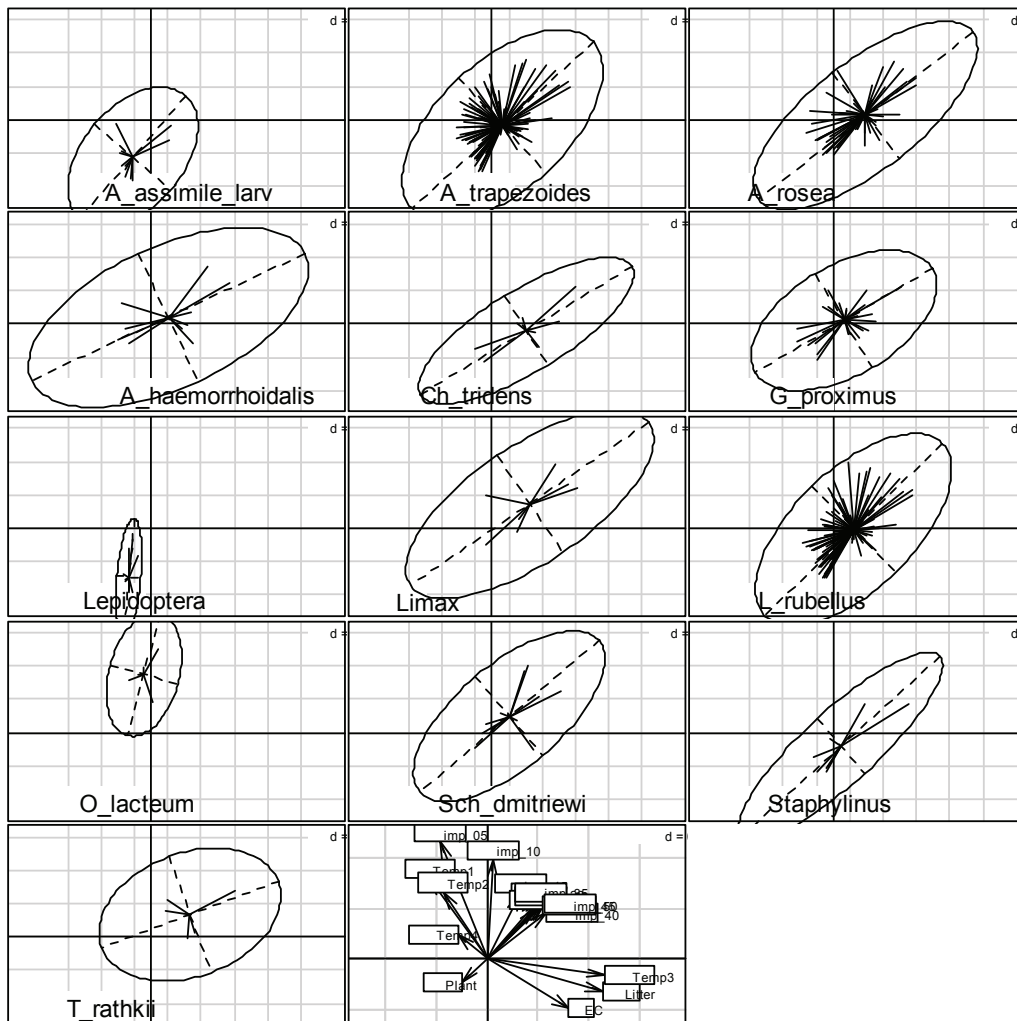 d =
d =
d
A_assimile_larv
A_trapezoides
A_rosea
d =
d =
d
A_haemorrhoidalis
Ch_tridens
G_proximus
d =
d =
d
Lepidoptera
Limax
L_rubellus
d =
d =
d
O_lacteum
Sch_dmitriewi
Staphylinus
d =
d =
imp_05
imp_10
Temp1
Temp2
imp_40
Temp4
Temp3
Plant
Litter
EC
T_rathkii